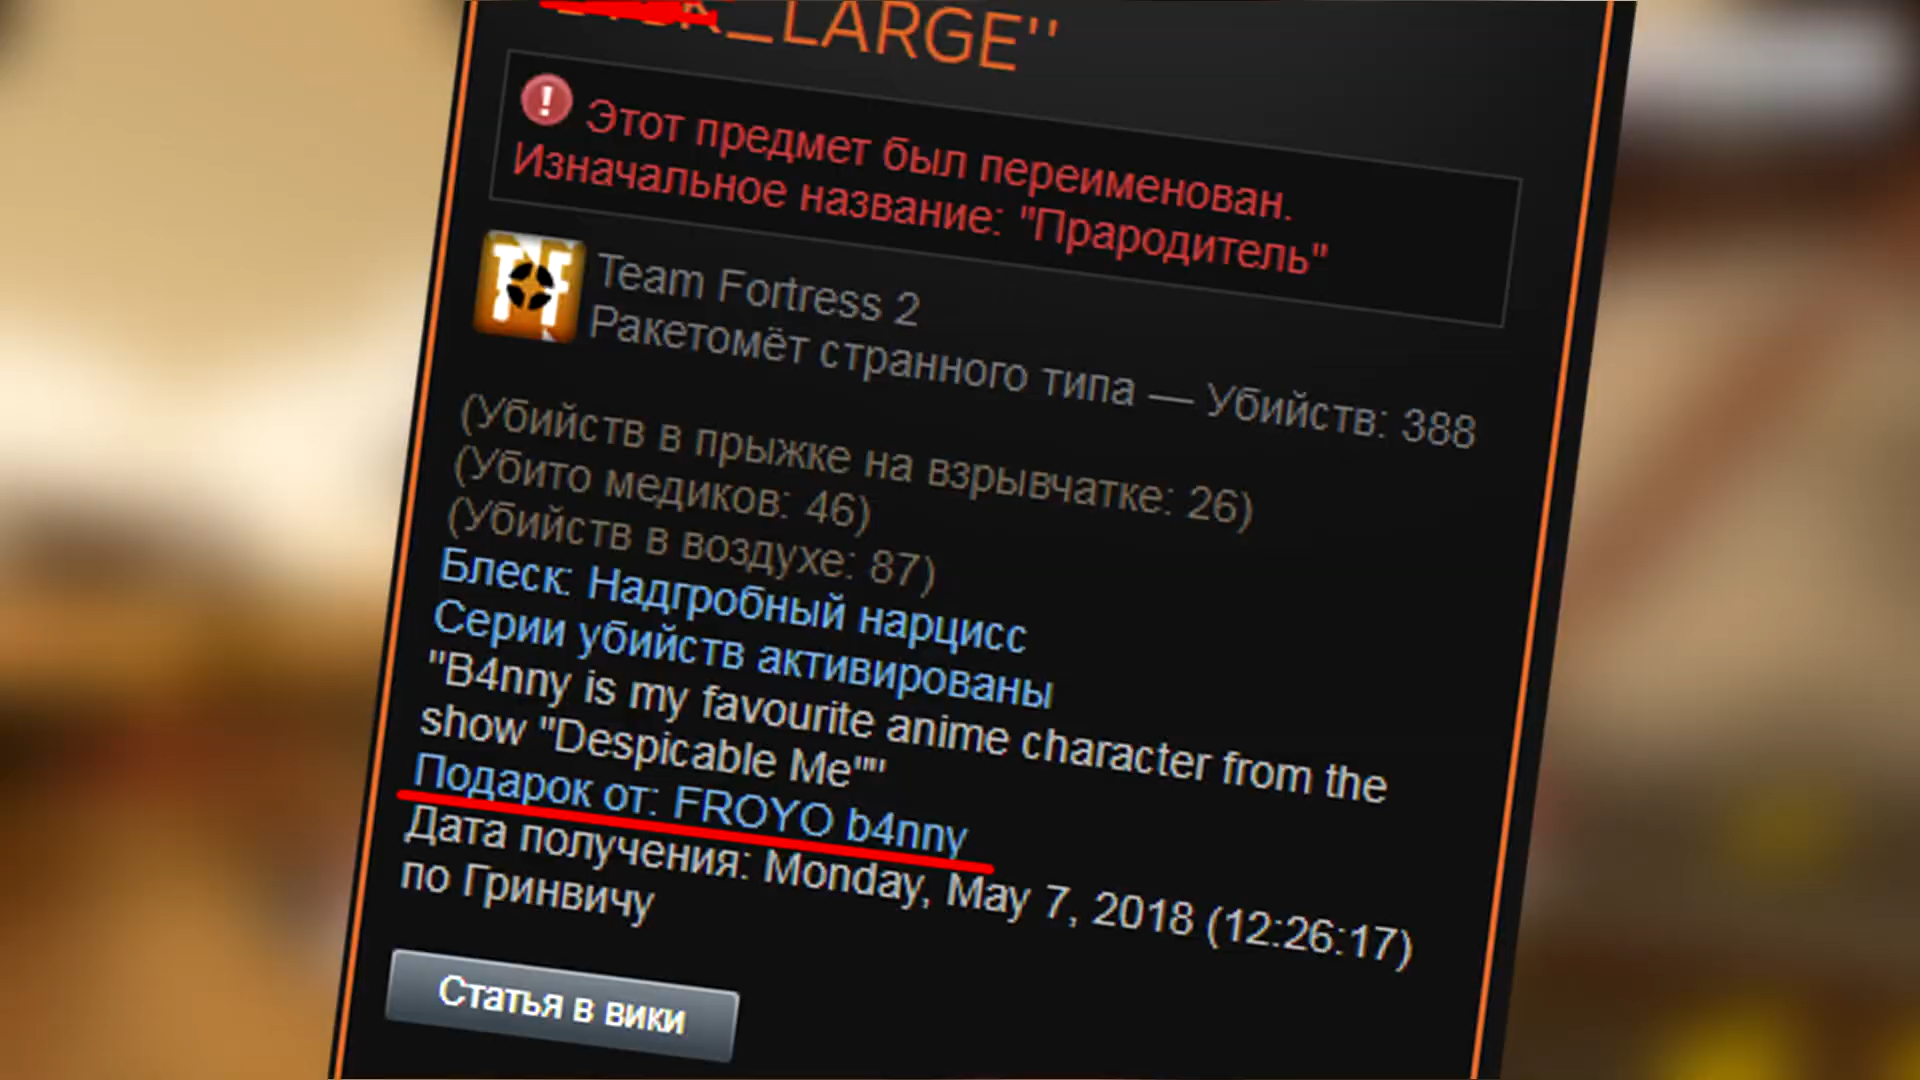 _LARGE"
Этот предмет был переименован.
Изначальное название: "Прародитель"
Team Fortress 2
Ракетомёт странного типа — Убийств: 388
(Убийств в прыжке на взрывчатке: 26)
(Убито медиков: 46)
(Убийств в воздухе: 87)
Блеск: Надгробный нарцисс
Серии убийств активированы
"B4nny is my favourite anime character from the
show "Despicable Me""
Подарок от: FROYO b4nny
Дата получения: Monday, May 7, 2018 (12:26:17)
по Гринвичу
Статья в вики